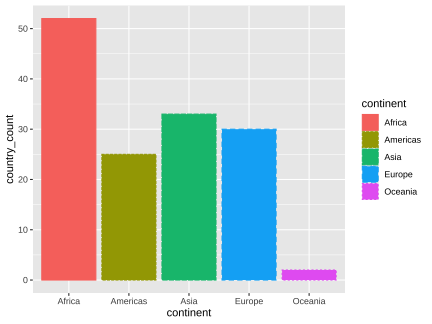 country_count
50
40
30
20
10
0
Africa Americas Asia Europe Oceania
continent
continent
Africa
Americas
Asia
Europe
Oceania